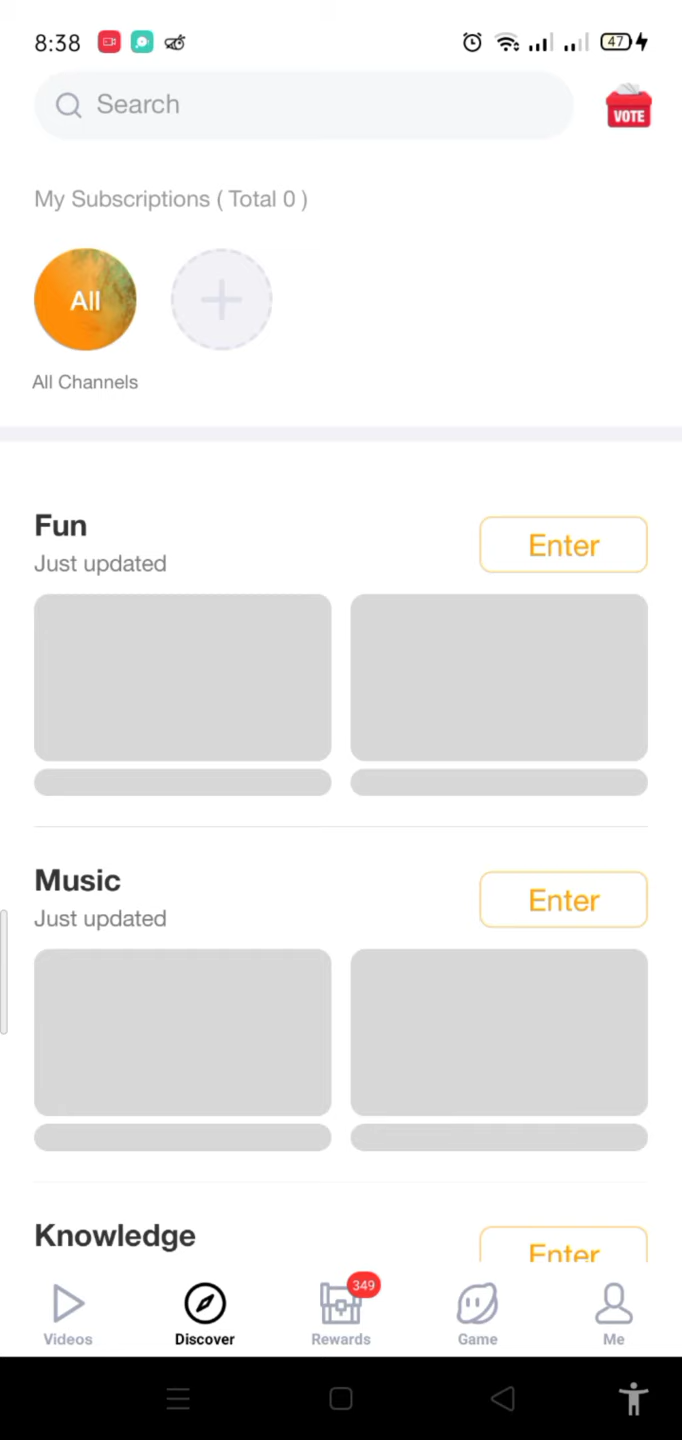 8:38
47
Search
VOTE
My Subscriptions ( Total 0 )
All
All Channels
Fun
Enter
Just updated
Music
Enter
Just updated
Knowledge
Enter
349
Videos
Discover
Rewards
Game
Me